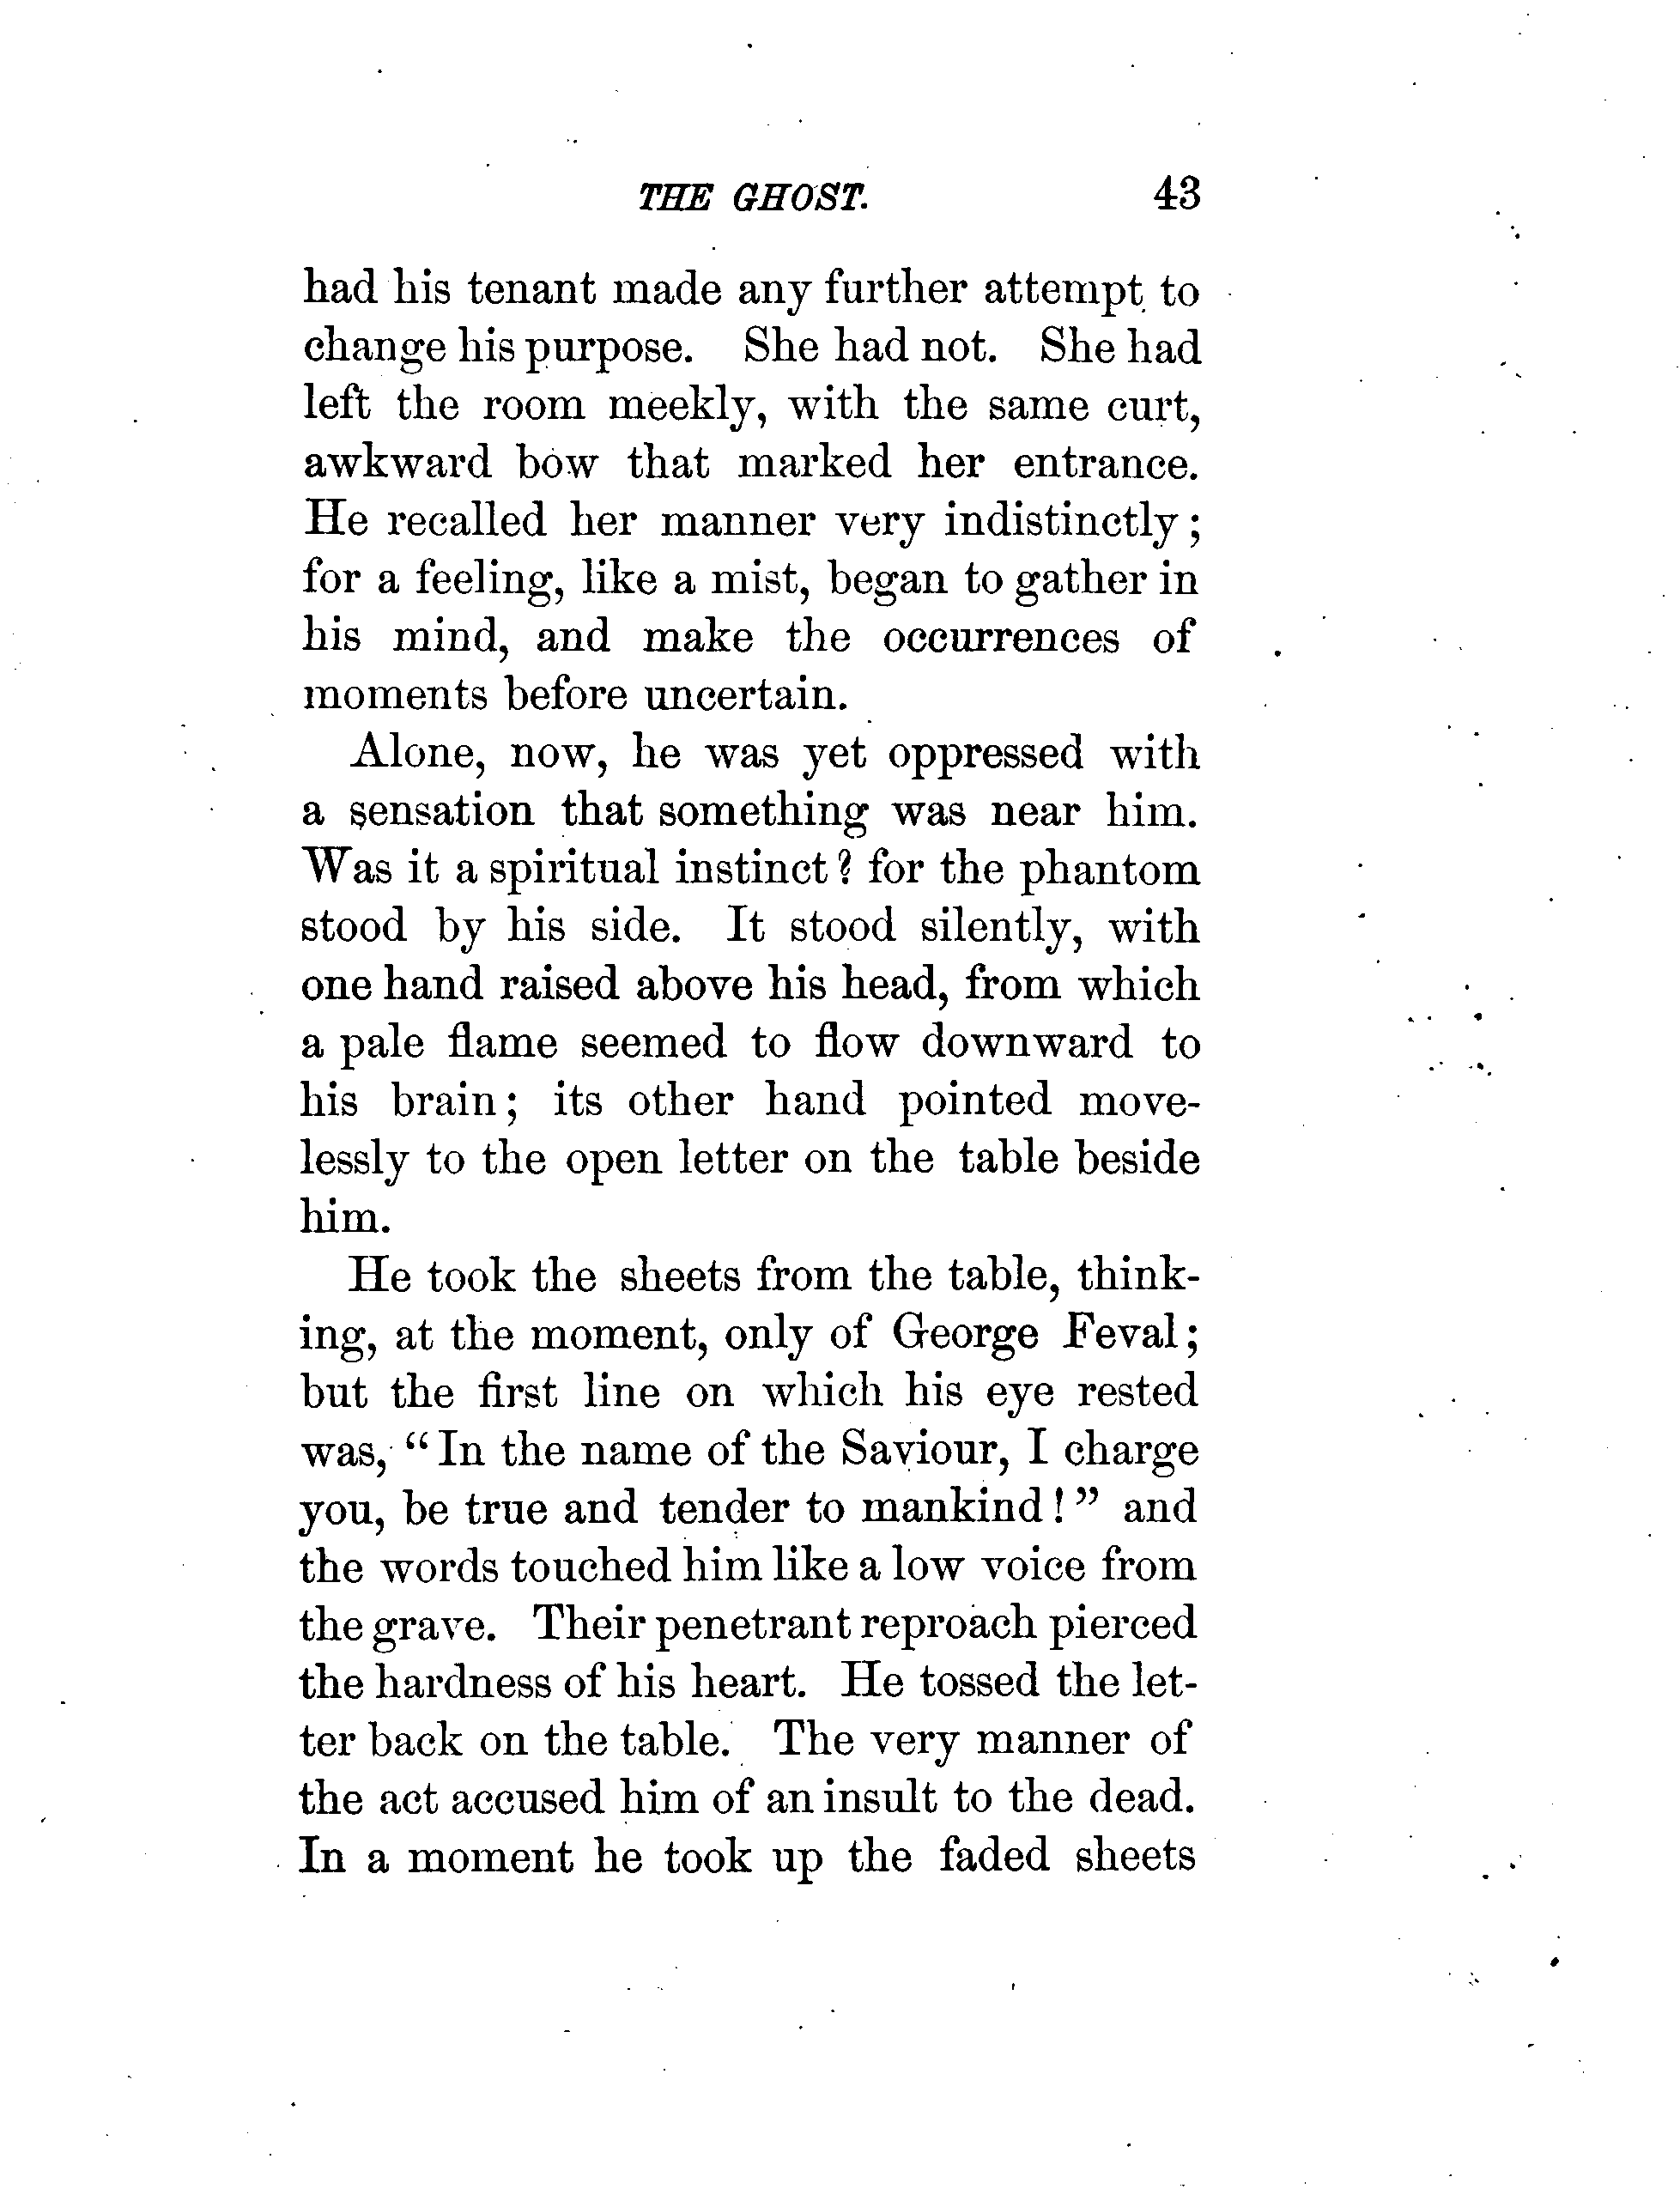 THE GHOST. 43
had his tenant made any further attempt to
change his purpose. She had not. She had
left the room meekly, with the same curt,
awkward bow that marked her entrance.
He recalled her manner very indistinctly;
for a feeling, like a mist, began to gather in
his mind, and make the occurrences of
moments before uncertain.
Alone, now, he was yet oppressed with
a sensation that something was near him.
Was it a spiritual instinct? for the phantom
stood by his side. It stood silently, with
one hand raised above his head, from which
a pale flame seemed to flow downward to
his brain; its other hand pointed move-
lessly to the open letter on the table beside
him.
He took the sheets from the table, think-
ing, at the moment, only of George Feval;
but the first line on which his eye rested
was, "In the name of the Saviour, I charge
you, be true and tender to mankind!" and
the words touched him like a low voice from
the grave. Their penetrant reproach pierced
the hardness of his heart. He tossed the let-
ter back on the table. The very manner of
the act accused him of an insult to the dead.
In a moment he took up the faded sheets